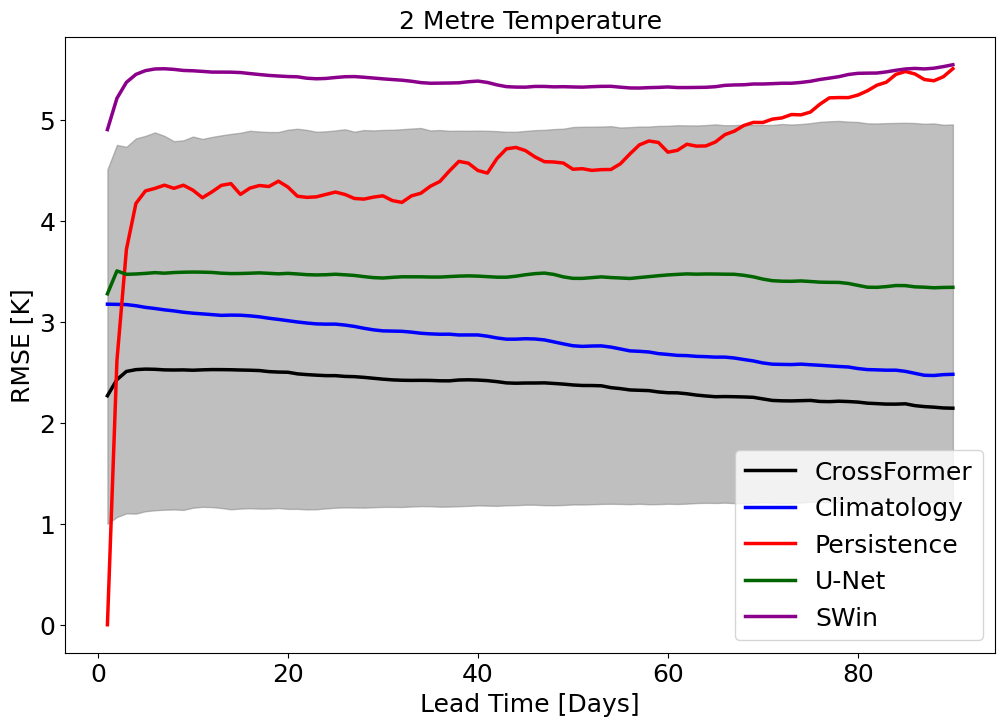 2 Metre Temperature
RMSE [K]
5
4
3
2
1
0
0 20 40 60 80
Lead Time [Days]
CrossFormer
Climatology
Persistence
U-Net
SWin